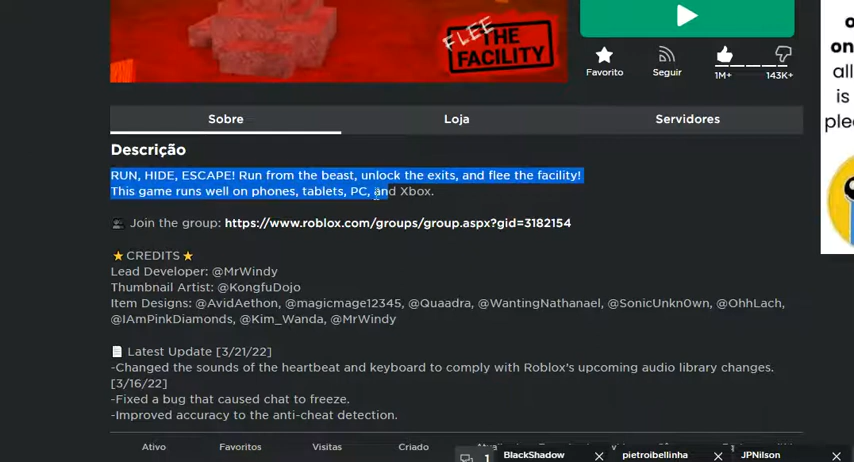 FLEE
THE
FACILITY
Favorito
Seguir
1M+
143K+
Sobre
Loja
Servidores
Descrição
RUN, HIDE, ESCAPE! Run from the beast, unlock the exits, and flee the facility!
This game runs well on phones, tablets, PC, and Xbox.
Join the group: https://www.roblox.com/groups/group.aspx?gid=3182154
⭐CREDITS⭐
Lead Developer: @MrWindy
Thumbnail Artist: @KongfuDojo
Item Designs: @AvidAethon, @magicmage12345, @Quaadra, @WantingNathanael, @SonicUnkn0wn, @OhhLach,
@IAmPinkDiamonds, @Kim_Wanda, @MrWindy
Latest Update [3/21/22]
-Changed the sounds of the heartbeat and keyboard to comply with Roblox's upcoming audio library changes.
[3/16/22]
-Fixed a bug that caused chat to freeze.
-Improved accuracy to the anti-cheat detection.
Ativo
Favoritos
Visitas
Criado
1
BlackShadow
pietroibellinha
JPNilson
on
all
is
ple